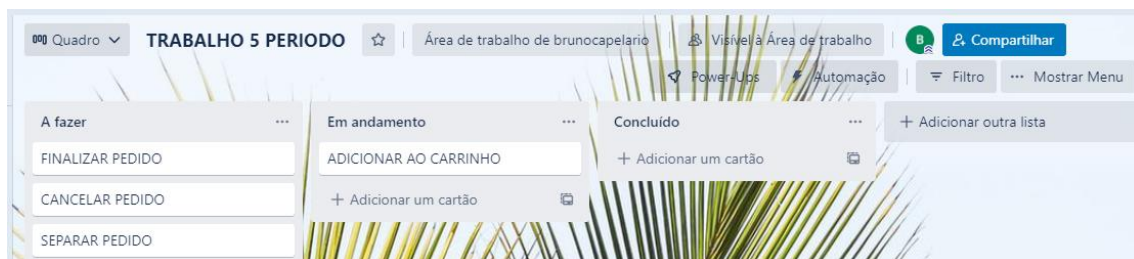 Quadro TRABALHO 5 PERIODO Área de trabalho de brunocapelario Visível à Área de trabalho B Compartilhar
Power-Ups Automação Filtro ... Mostrar Menu
A fazer ... Em andamento ... Concluído ... + Adicionar outra lista
FINALIZAR PEDIDO ADICIONAR AO CARRINHO + Adicionar um cartão
CANCELAR PEDIDO + Adicionar um cartão
SEPARAR PEDIDO